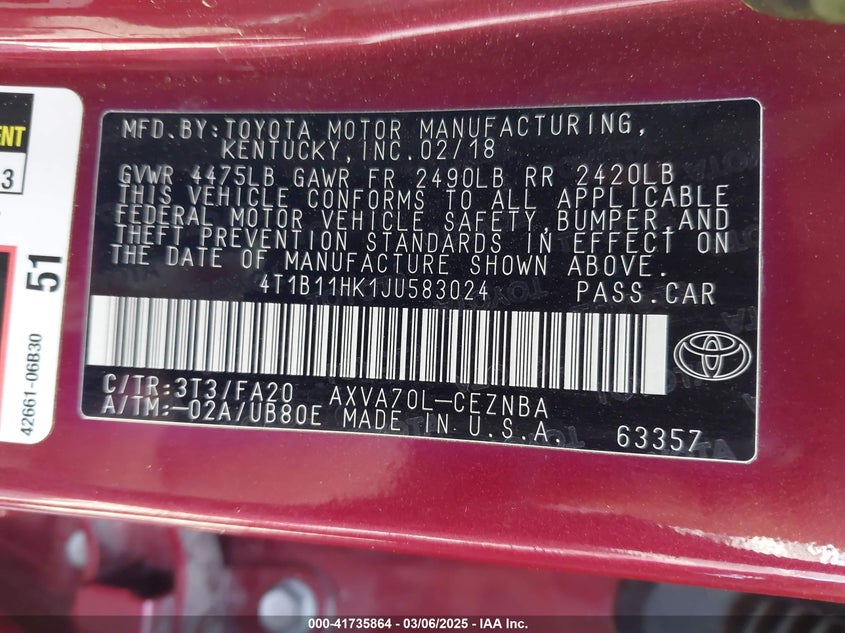 ENT
3
51
42661-06B30
MFD.BY:TOYOTA MOTOR MANUFACTURING,
KENTUCKY,INC.02/18
GVWR 4475LB GAWR FR 2490LB RR 2420LB
THIS VEHICLE CONFORMS TO ALL APPLICABLE
FEDERAL MOTOR VEHICLE SAFETY,BUMPER,AND
THEFT PREVENTION STANDARDS IN EFFECT ON
THE DATE OF MANUFACTURE SHOWN ABOVE.
4T1B11HK1JU583024 PASS.CAR
C/TR:3T3/FA20 AXVA70L-CEZNBA
A/TM:-02A/UB80E MADE IN U.S.A. 63357
000-41735864 / 03/06/2025 - IAA Inc.